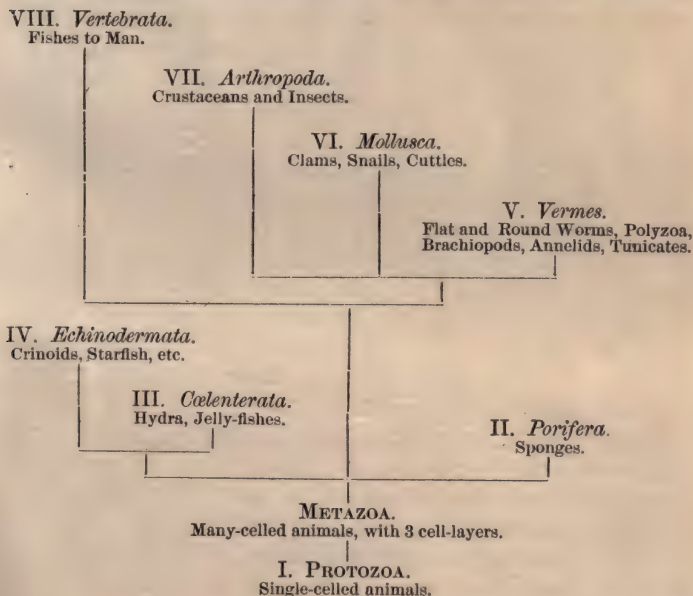 VIII. Vertebrata.
Fishes to Man.
VII. Arthropoda.
Crustaceans and Insects.
VI. Mollusca.
Clams, Snails, Cuttles.
V. Vermes.
Flat and Round Worms, Polyzoa,
Brachiopods, Annelids, Tunicates.
IV. Echinodermata.
Crinoids, Starfish, etc.
III. Cœlenterata.
Hydra, Jelly-fishes.
II. Porifera.
Sponges.
METAZOA.
Many-celled animals, with 3 cell-layers.
I. PROTOZOA.
Single-celled animals.